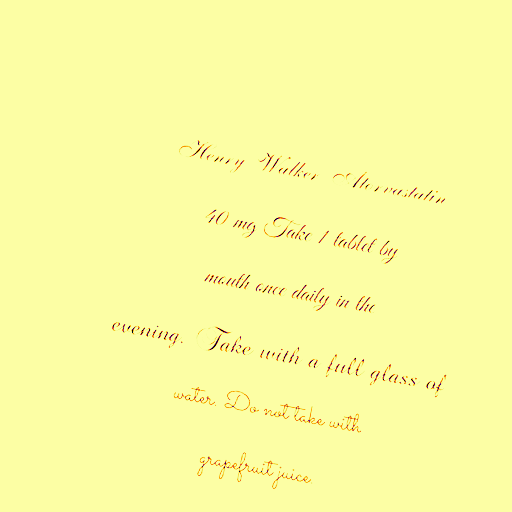 Henry Walker Atorvastatin
40 mg Take 1 tablet by
mouth once daily in the
evening. Take with a full glass of
water. Do not take with
grapefruit juice.